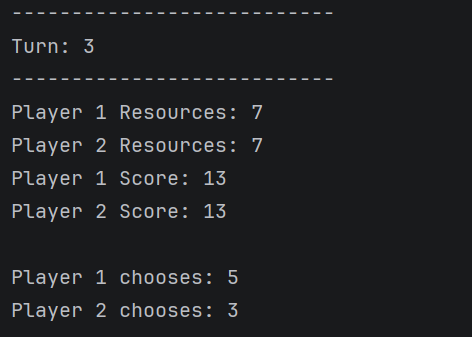 ---------------------------
Turn: 3
---------------------------
Player 1 Resources: 7
Player 2 Resources: 7
Player 1 Score: 13
Player 2 Score: 13
Player 1 chooses: 5
Player 2 chooses: 3